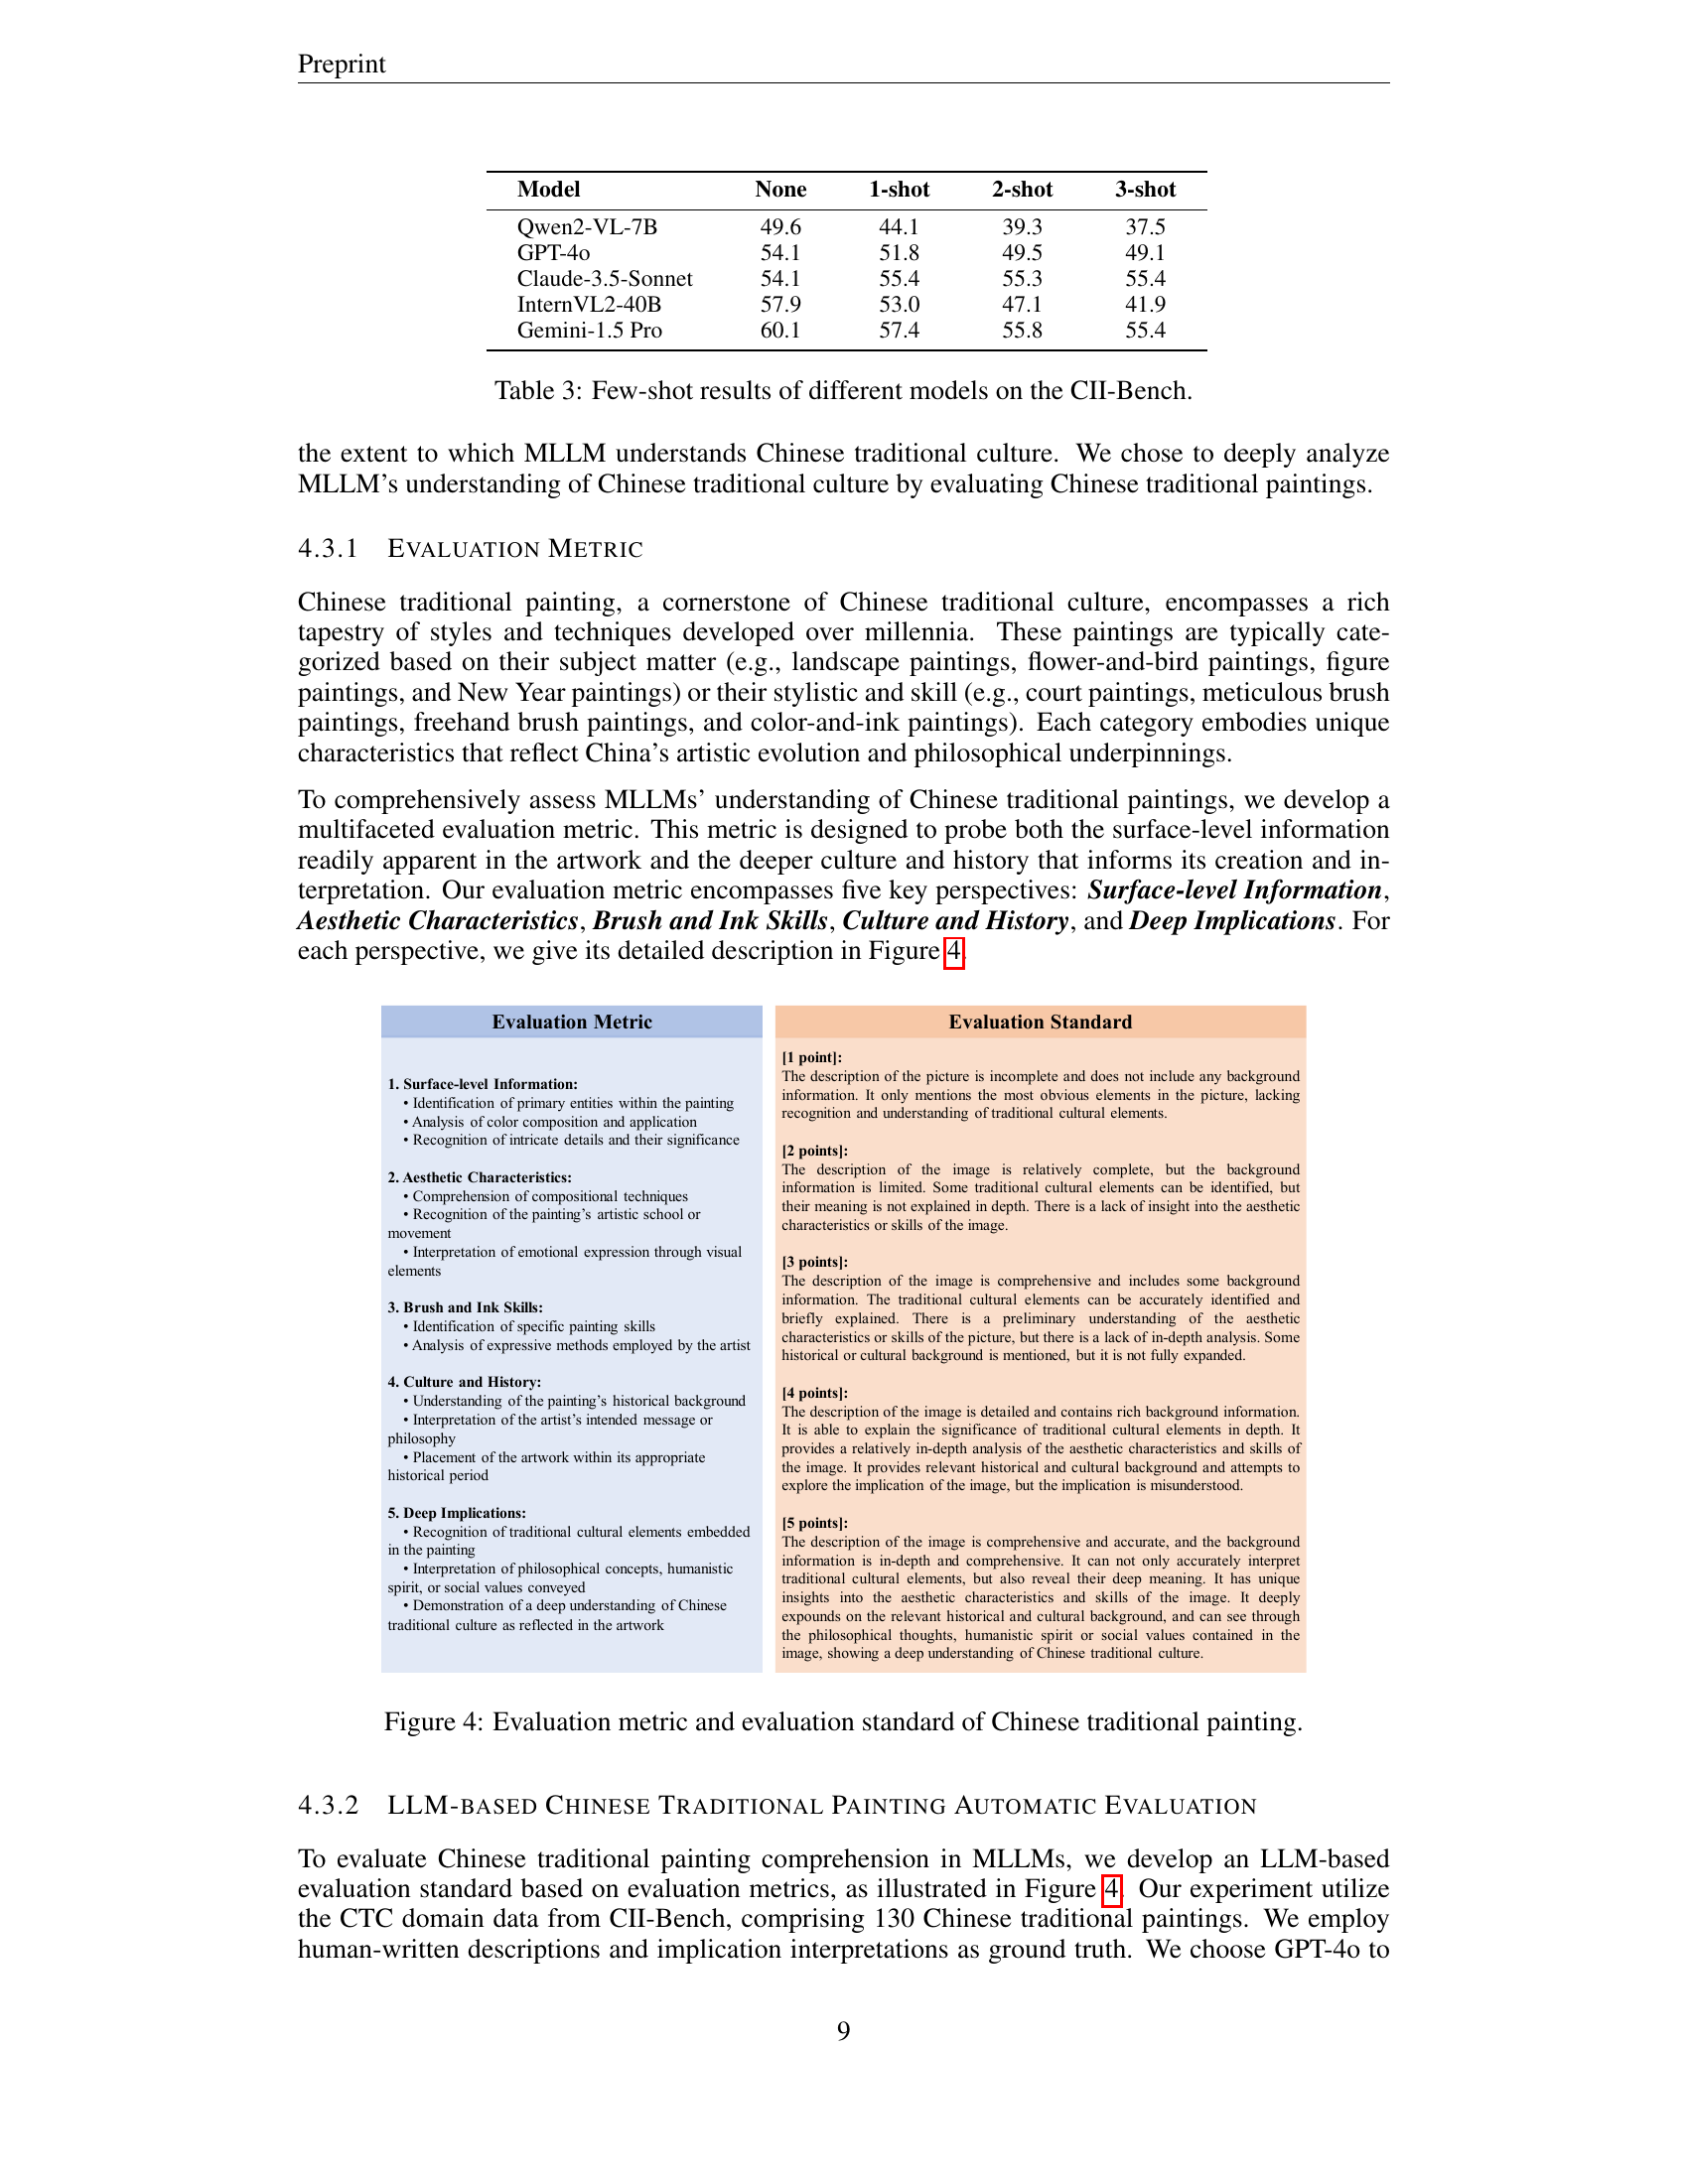 Preprint
Model None 1-shot 2-shot 3-shot
Qwen2-VL-7B 49.6 44.1 39.3 37.5
GPT-4o 54.1 51.8 49.5 49.1
Claude-3.5-Sonnet 54.1 55.4 55.3 55.4
InternVL2-40B 57.9 53.0 47.1 41.9
Gemini-1.5 Pro 60.1 57.4 55.8 55.4
Table 3: Few-shot results of different models on the CII-Bench.
the extent to which MLLM understands Chinese traditional culture. We chose to deeply analyze
MLLM's understanding of Chinese traditional culture by evaluating Chinese traditional paintings.
4.3.1 EVALUATION METRIC
Chinese traditional painting, a cornerstone of Chinese traditional culture, encompasses a rich
tapestry of styles and techniques developed over millennia. These paintings are typically cate-
gorized based on their subject matter (e.g., landscape paintings, flower-and-bird paintings, figure
paintings, and New Year paintings) or their stylistic and skill (e.g., court paintings, meticulous brush
paintings, freehand brush paintings, and color-and-ink paintings). Each category embodies unique
characteristics that reflect China's artistic evolution and philosophical underpinnings.
To comprehensively assess MLLMs' understanding of Chinese traditional paintings, we develop a
multifaceted evaluation metric. This metric is designed to probe both the surface-level information
readily apparent in the artwork and the deeper culture and history that informs its creation and in-
terpretation. Our evaluation metric encompasses five key perspectives: Surface-level Information,
Aesthetic Characteristics, Brush and Ink Skills, Culture and History, and Deep Implications. For
each perspective, we give its detailed description in Figure 4.
Evaluation Metric
1. Surface-level Information:
• Identification of primary entities within the painting
• Analysis of color composition and application
• Recognition of intricate details and their significance
2. Aesthetic Characteristics:
• Comprehension of compositional techniques
• Recognition of the painting's artistic school or
movement
• Interpretation of emotional expression through visual
elements
3. Brush and Ink Skills:
• Identification of specific painting skills
• Analysis of expressive methods employed by the artist
4. Culture and History:
• Understanding of the painting's historical background
• Interpretation of the artist's intended message or
philosophy
• Placement of the artwork within its appropriate
historical period
5. Deep Implications:
• Recognition of traditional cultural elements embedded
in the painting
• Interpretation of philosophical concepts, humanistic
spirit, or social values conveyed
• Demonstration of a deep understanding of Chinese
traditional culture as reflected in the artwork
Evaluation Standard
[1 point]:
The description of the picture is incomplete and does not include any background
information. It only mentions the most obvious elements in the picture, lacking
recognition and understanding of traditional cultural elements.
[2 points]:
The description of the image is relatively complete, but the background
information is limited. Some traditional cultural elements can be identified, but
their meaning is not explained in depth. There is a lack of insight into the aesthetic
characteristics or skills of the image.
[3 points]:
The description of the image is comprehensive and includes some background
information. The traditional cultural elements can be accurately identified and
briefly explained. There is a preliminary understanding of the aesthetic
characteristics or skills of the picture, but there is a lack of in-depth analysis. Some
historical or cultural background is mentioned, but it is not fully expanded.
[4 points]:
The description of the image is detailed and contains rich background information.
It is able to explain the significance of traditional cultural elements in depth. It
provides a relatively in-depth analysis of the aesthetic characteristics and skills of
the image. It provides relevant historical and cultural background and attempts to
explore the implication of the image, but the implication is misunderstood.
[5 points]:
The description of the image is comprehensive and accurate, and the background
information is in-depth and comprehensive. It can not only accurately interpret
traditional cultural elements, but also reveal their deep meaning. It has unique
insights into the aesthetic characteristics and skills of the image. It deeply
expounds on the relevant historical and cultural background, and can see through
the philosophical thoughts, humanistic spirit or social values contained in the
image, showing a deep understanding of Chinese traditional culture.
Figure 4: Evaluation metric and evaluation standard of Chinese traditional painting.
4.3.2 LLM-BASED CHINESE TRADITIONAL PAINTING AUTOMATIC EVALUATION
To evaluate Chinese traditional painting comprehension in MLLMs, we develop an LLM-based
evaluation standard based on evaluation metrics, as illustrated in Figure 4. Our experiment utilize
the CTC domain data from CII-Bench, comprising 130 Chinese traditional paintings. We employ
human-written descriptions and implication interpretations as ground truth. We choose GPT-4o to
9